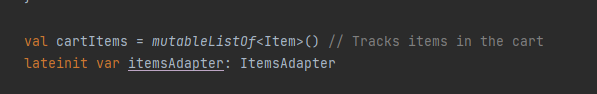 val cartItems = mutableListOf<Item>() // Tracks items in the cart
lateinit var itemsAdapter: ItemsAdapter